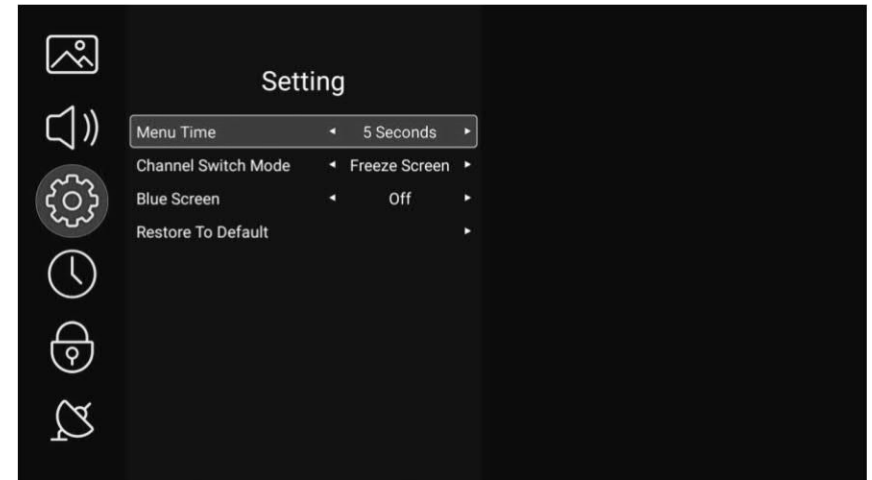 Setting
Menu Time 5 Seconds
Channel Switch Mode Freeze Screen
Blue Screen Off
Restore To Default